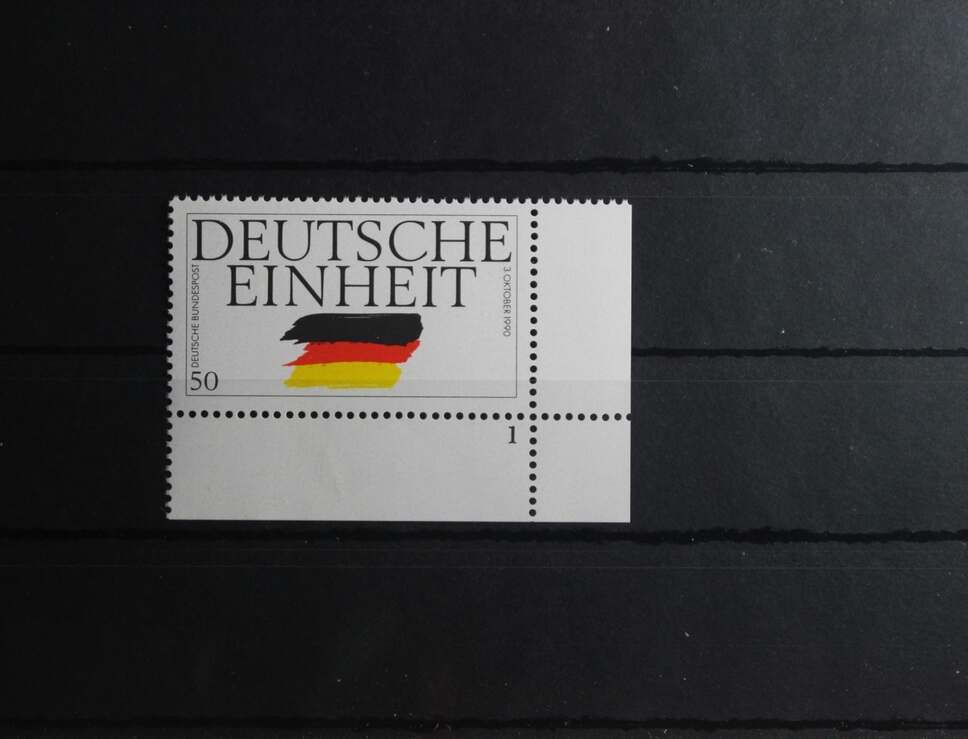 DEUTSCHE
EINHEIT
DEUTSCHE BUNDESPOST
3. OKTOBER 1990
50
1